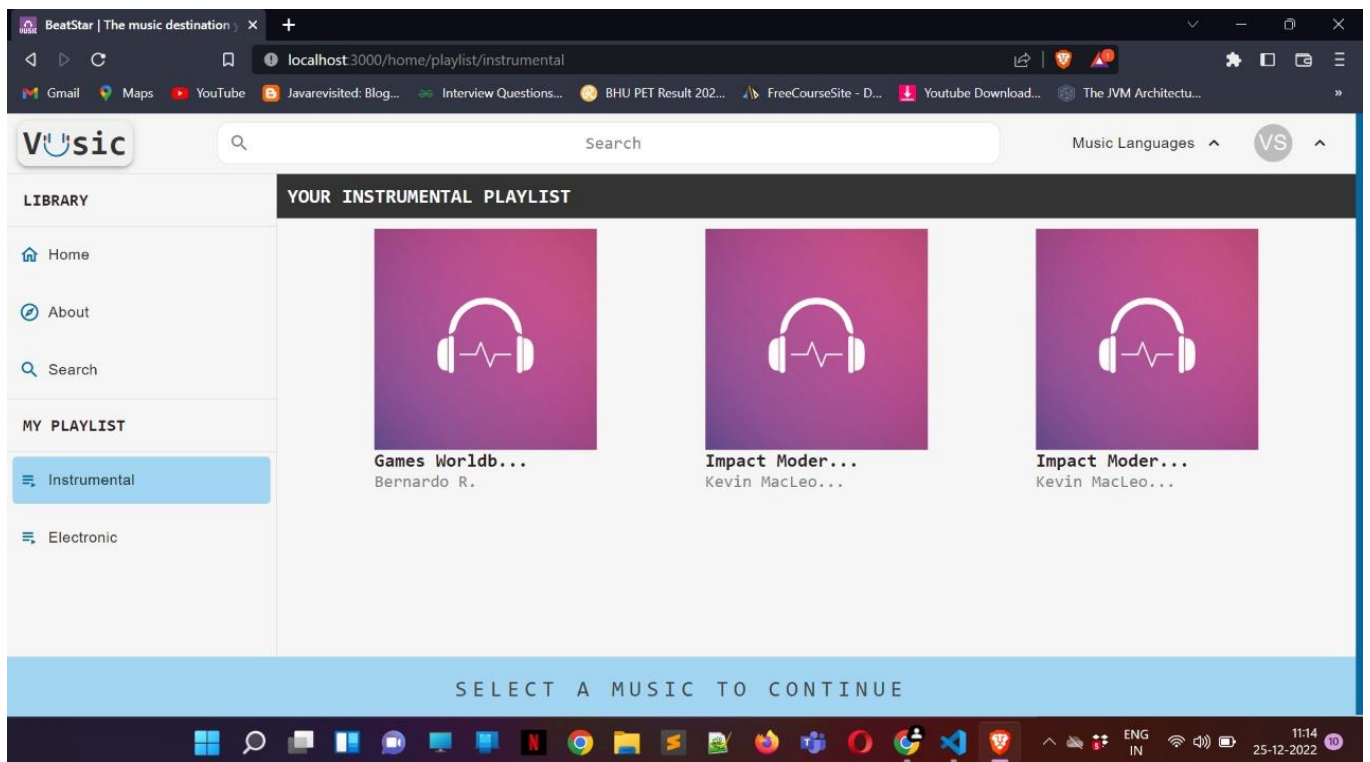 BeatStar | The music destination y
localhost:3000/home/playlist/instrumental
Gmail Maps YouTube Javarevisited: Blog... Interview Questions... BHU PET Result 202... FreeCourseSite - D... Youtube Download... The JVM Architectu... »
Vusic Search Music Languages VS
LIBRARY
YOUR INSTRUMENTAL PLAYLIST
Home
About
Search
MY PLAYLIST
Games Worldb... Impact Moder... Impact Moder...
Bernardo R. Kevin MacLeo... Kevin MacLeo...
Instrumental
Electronic
SELECT A MUSIC TO CONTINUE
ENG 11:14
IN 25-12-2022 10